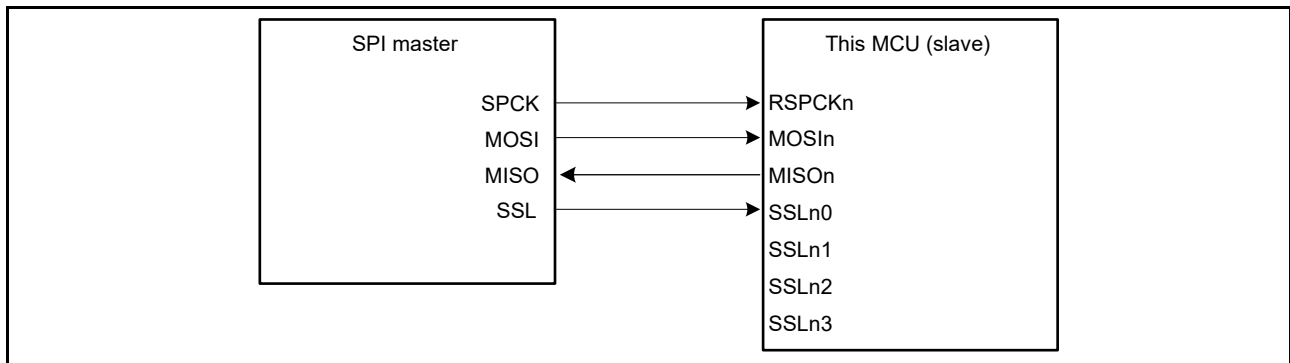 SPI master
SPCK
MOSI
MISO
SSL
This MCU (slave)
RSPCKn
MOSIn
MISOn
SSLn0
SSLn1
SSLn2
SSLn3